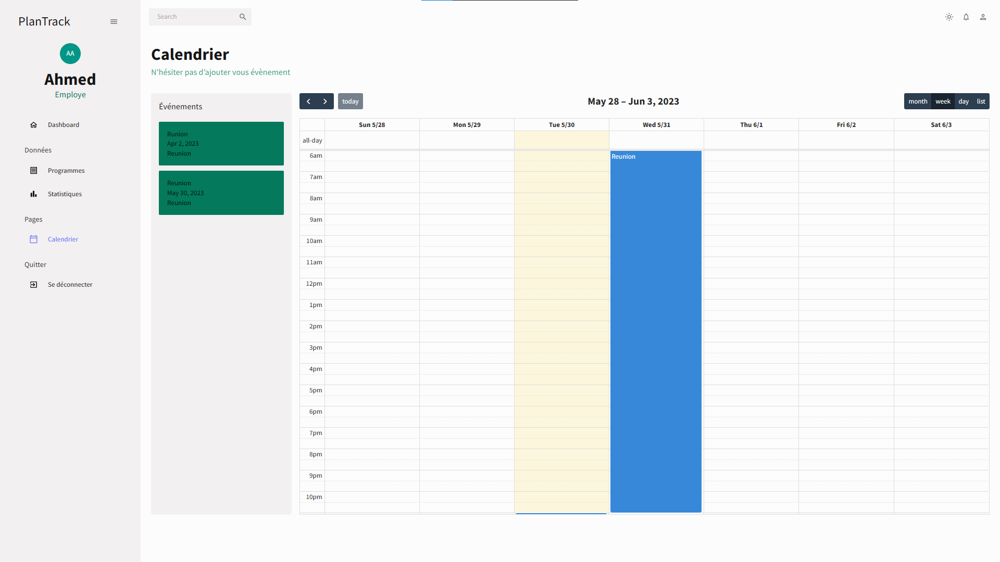 PlanTrack
AA
Ahmed
Employe
Dashboard
Données
Programmes
Statistiques
Pages
Calendrier
Quitter
Se déconnecter
Search
Calendrier
N'hésiter pas d'ajouter vous évènement
Événements
Runion
Apr 2, 2023
Reunion
Reunion
May 30, 2023
Reunion
today
May 28 – Jun 3, 2023
month week day list
Sun 5/28 Mon 5/29 Tue 5/30 Wed 5/31 Thu 6/1 Fri 6/2 Sat 6/3
all-day
6am
Reunion
7am
8am
9am
10am
11am
12pm
1pm
2pm
3pm
4pm
5pm
6pm
7pm
8pm
9pm
10pm